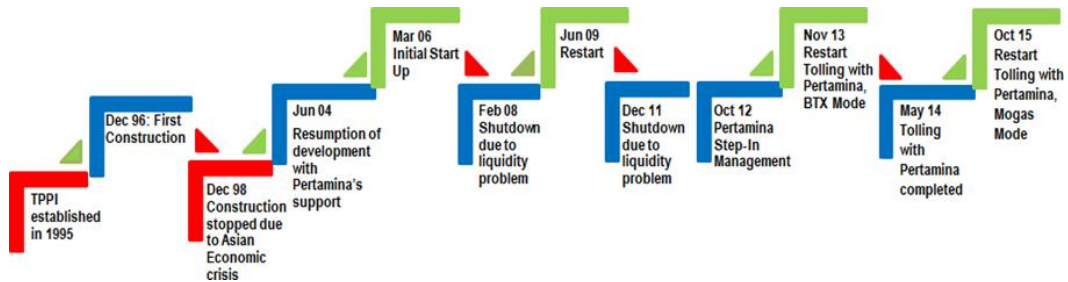 TPPI
established
in 1995
Dec 96: First
Construction
Dec 98
Construction
stopped due
to Asian
Economic
crisis
Jun 04
Resumption of
development
with
Pertamina's
support
Mar 06
Initial Start
Up
Feb 08
Shutdown
due to
liquidity
problem
Jun 09
Restart
Dec 11
Shutdown
due to
liquidity
problem
Oct 12
Pertamina
Step-In
Management
Nov 13
Restart
Tolling with
Pertamina,
BTX Mode
May 14
Tolling
with
Pertamina
completed
Oct 15
Restart
Tolling with
Pertamina,
Mogas
Mode